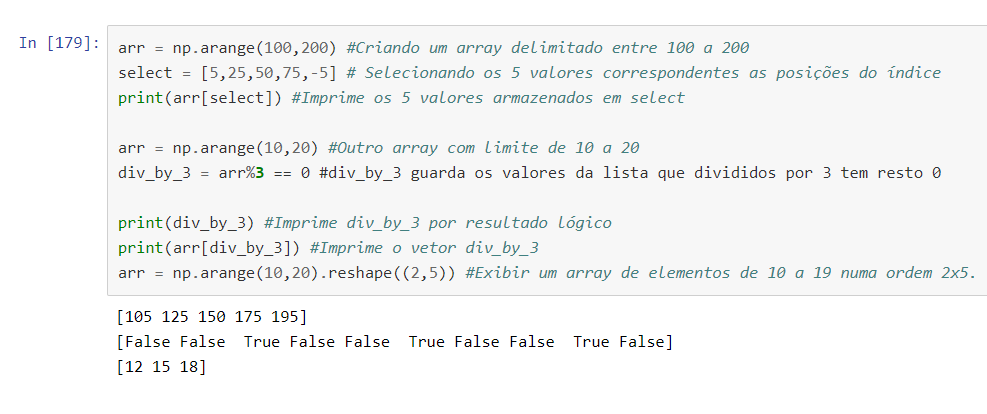 In [179]:
arr = np.arange(100,200) #Criando um array delimitado entre 100 a 200
select = [5,25,50,75,-5] # Selecionando os 5 valores correspondentes as posições do índice
print(arr[select]) #Imprime os 5 valores armazenados em select
arr = np.arange(10,20) #Outro array com limite de 10 a 20
div_by_3 = arr%3 == 0 #div_by_3 guarda os valores da lista que divididos por 3 tem resto 0
print(div_by_3) #Imprime div_by_3 por resultado lógico
print(arr[div_by_3]) #Imprime o vetor div_by_3
arr = np.arange(10,20).reshape((2,5)) #Exibir um array de elementos de 10 a 19 numa ordem 2x5.
[105 125 150 175 195]
[False False  True False False  True False False  True False]
[12 15 18]